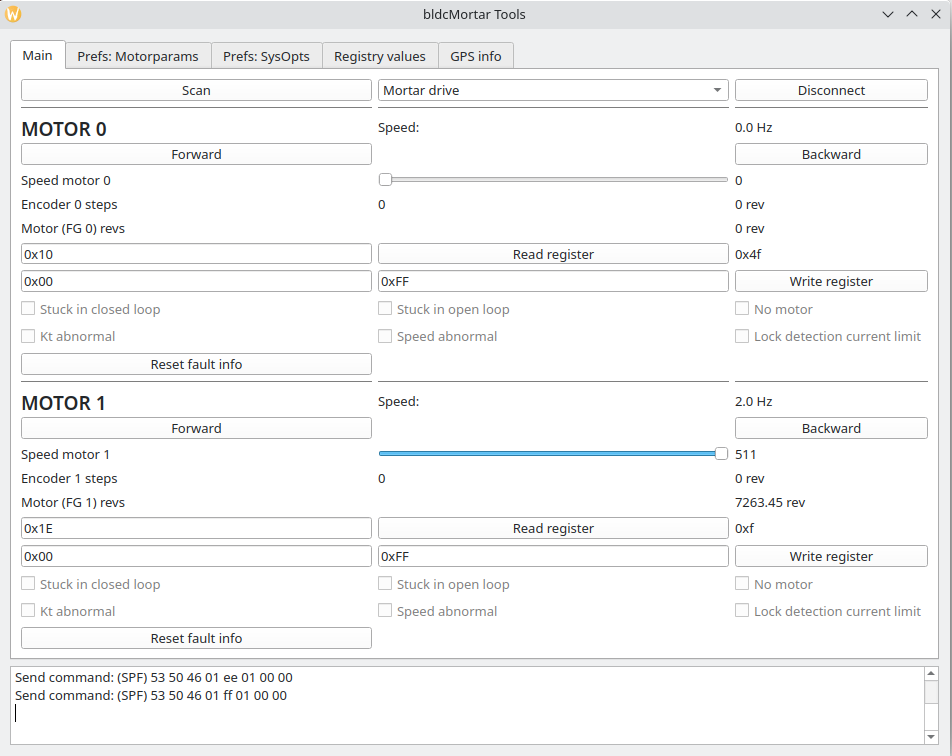 W
bldcMortar Tools
Main Prefs: Motorparams Prefs: SysOpts Registry values GPS info
Scan Mortar drive Disconnect
MOTOR 0 Speed: 0.0 Hz
Forward Backward
Speed motor 0 0
Encoder 0 steps 0 0 rev
Motor (FG 0) revs 0 rev
0x10 Read register 0x4f
0x00 0xFF Write register
Stuck in closed loop Stuck in open loop No motor
Kt abnormal Speed abnormal Lock detection current limit
Reset fault info
MOTOR 1 Speed: 2.0 Hz
Forward Backward
Speed motor 1 511
Encoder 1 steps 0 0 rev
Motor (FG 1) revs 7263.45 rev
0x1E Read register 0xf
0x00 0xFF Write register
Stuck in closed loop Stuck in open loop No motor
Kt abnormal Speed abnormal Lock detection current limit
Reset fault info
Send command: (SPF) 53 50 46 01 ee 01 00 00
Send command: (SPF) 53 50 46 01 ff 01 00 00